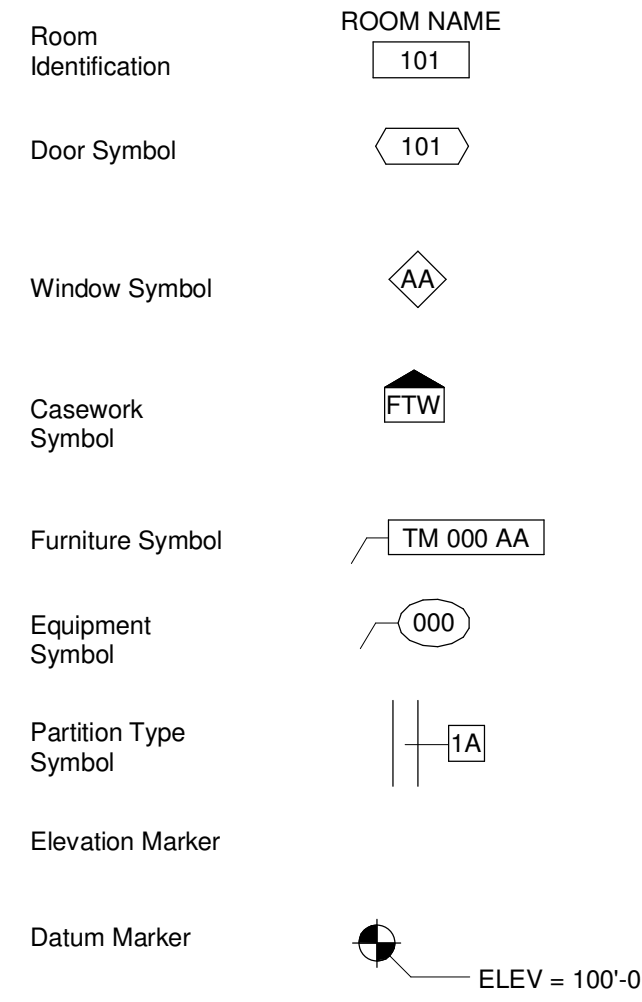 ROOM NAME
Room
Identification
101
Door Symbol
101
Window Symbol
AA
Casework
Symbol
FTW
Furniture Symbol
TM 000 AA
Equipment
Symbol
000
Partition Type
Symbol
1A
Elevation Marker
Datum Marker
ELEV = 100'-0